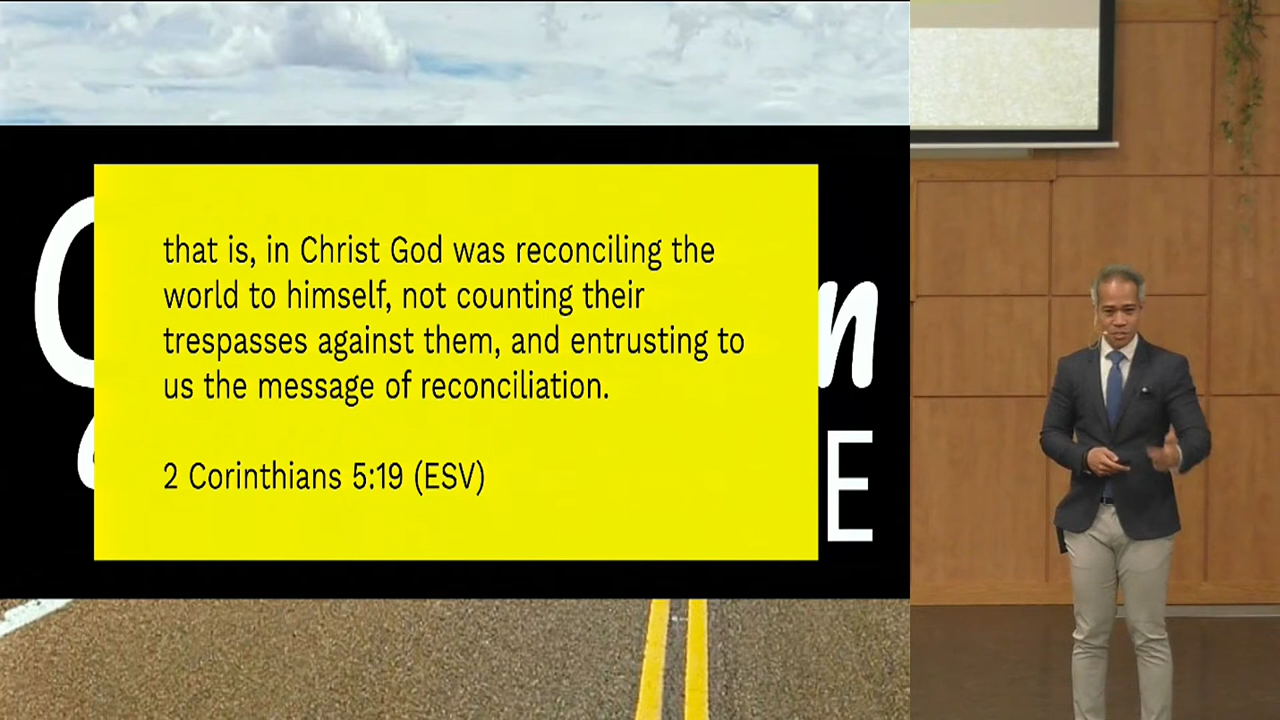 that is, in Christ God was reconciling the
world to himself, not counting their
trespasses against them, and entrusting to
us the message of reconciliation.
2 Corinthians 5:19 (ESV)
n
E